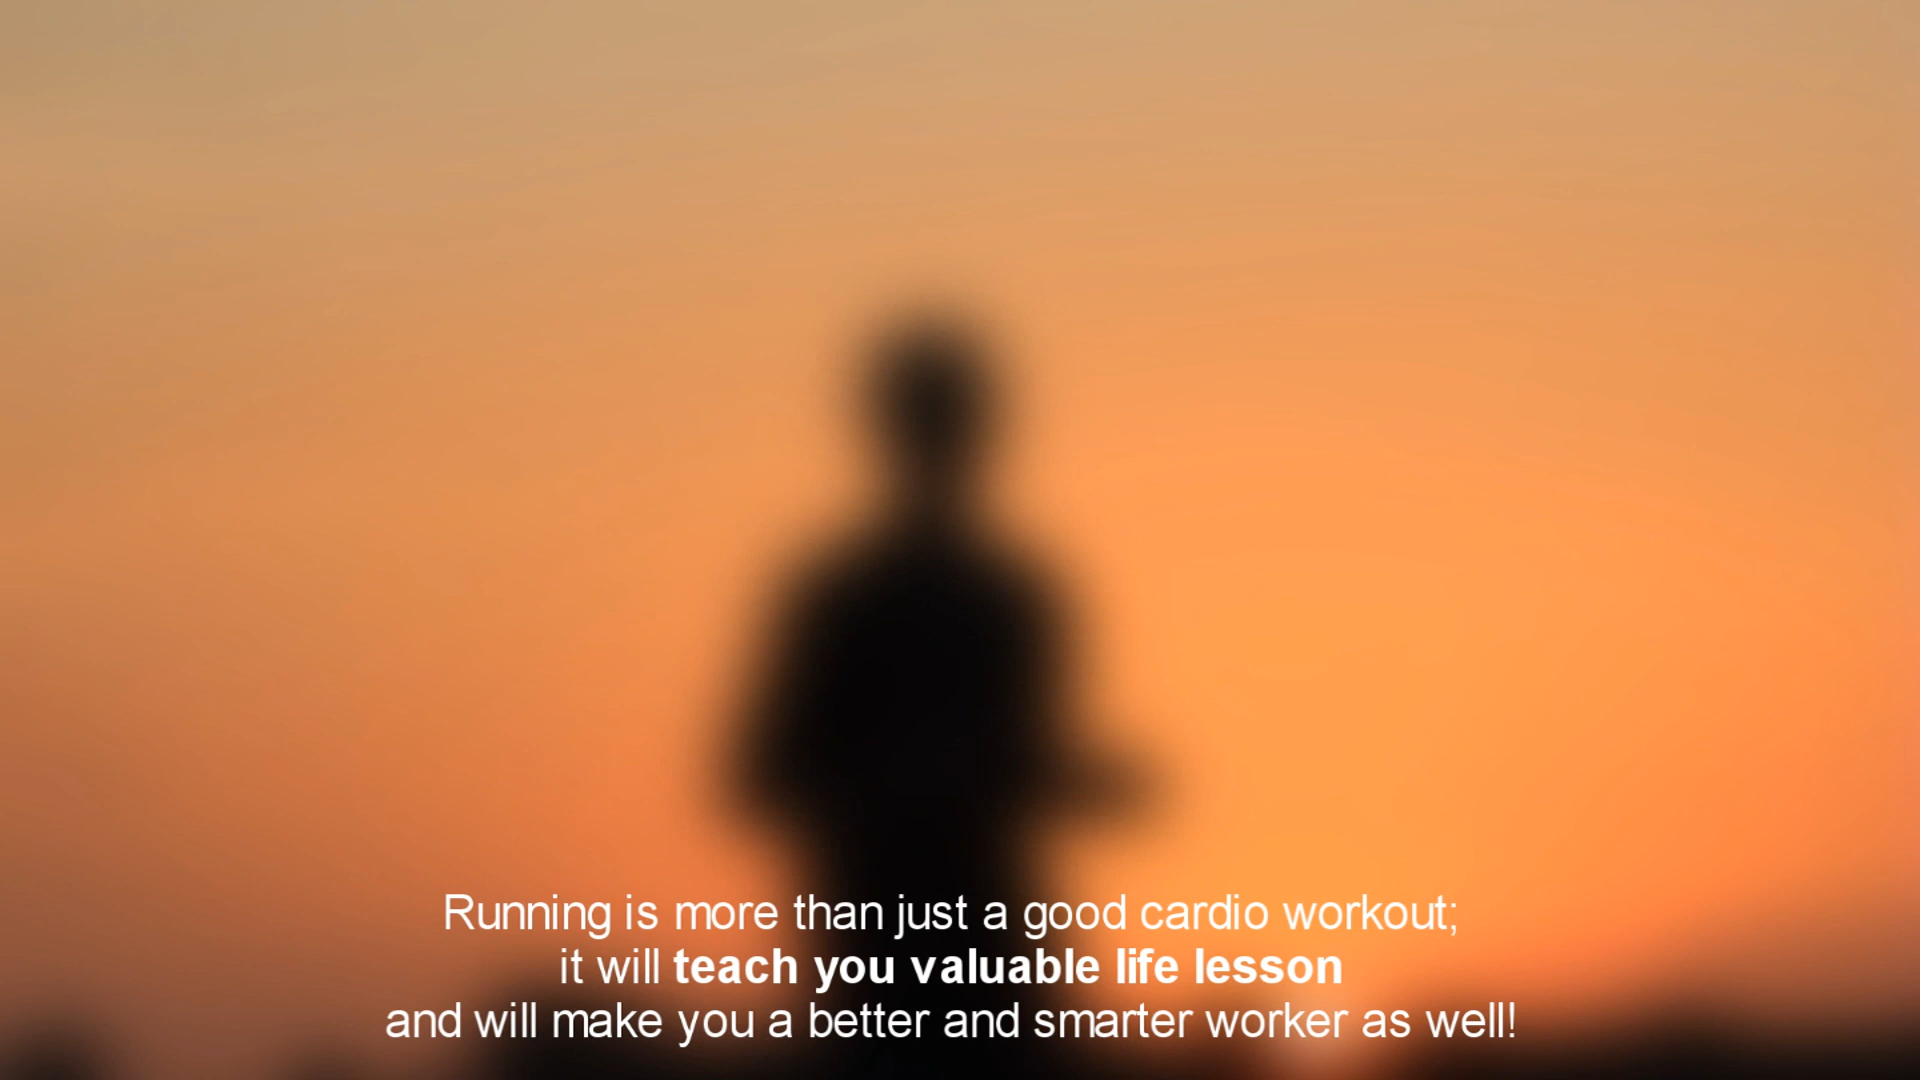 Running is more than just a good cardio workout;
it will teach you valuable life lesson
and will make you a better and smarter worker as well!